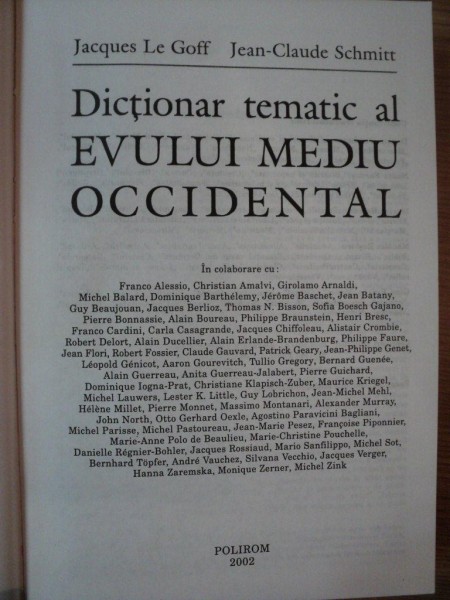 Jacques Le Goff Jean-Claude Schmitt
Dicționar tematic al
EVULUI MEDIU
OCCIDENTAL
În colaborare cu:
Franco Alessio, Christian Amalvi, Girolamo Arnaldi,
Michel Balard, Dominique Barthélemy, Jérôme Baschet, Jean Batany,
Guy Beaujouan, Jacques Berlioz, Thomas N. Bisson, Sofia Boesch Gajano,
Pierre Bonnassie, Alain Boureau, Philippe Braunstein, Henri Bresc,
Franco Cardini, Carla Casagrande, Jacques Chiffoleau, Alistair Crombie,
Robert Delort, Alain Ducellier, Alain Erlande-Brandenburg, Philippe Faure,
Jean Flori, Robert Fossier, Claude Gauvard, Patrick Geary, Jean-Philippe Genet,
Léopold Génicot, Aaron Gourevitch, Tullio Gregory, Bernard Guenée,
Alain Guerreau, Anita Guerreau-Jalabert, Pierre Guichard,
Dominique Iogna-Prat, Christiane Klapisch-Zuber, Maurice Kriegel,
Michel Lauwers, Lester K. Little, Guy Lobrichon, Jean-Michel Mehl,
Hélène Millet, Pierre Monnet, Massimo Montanari, Alexander Murray,
John North, Otto Gerhard Oexle, Agostino Paravicini Bagliani,
Michel Parisse, Michel Pastoureau, Jean-Marie Pesez, Françoise Piponnier,
Marie-Anne Polo de Beaulieu, Marie-Christine Pouchelle,
Danielle Régnier-Bohler, Jacques Rossiaud, Mario Sanfilippo, Michel Sot,
Bernhard Töpfer, André Vauchez, Silvana Vecchio, Jacques Verger,
Hanna Zaremska, Monique Zerner, Michel Zink
POLIROM
2002